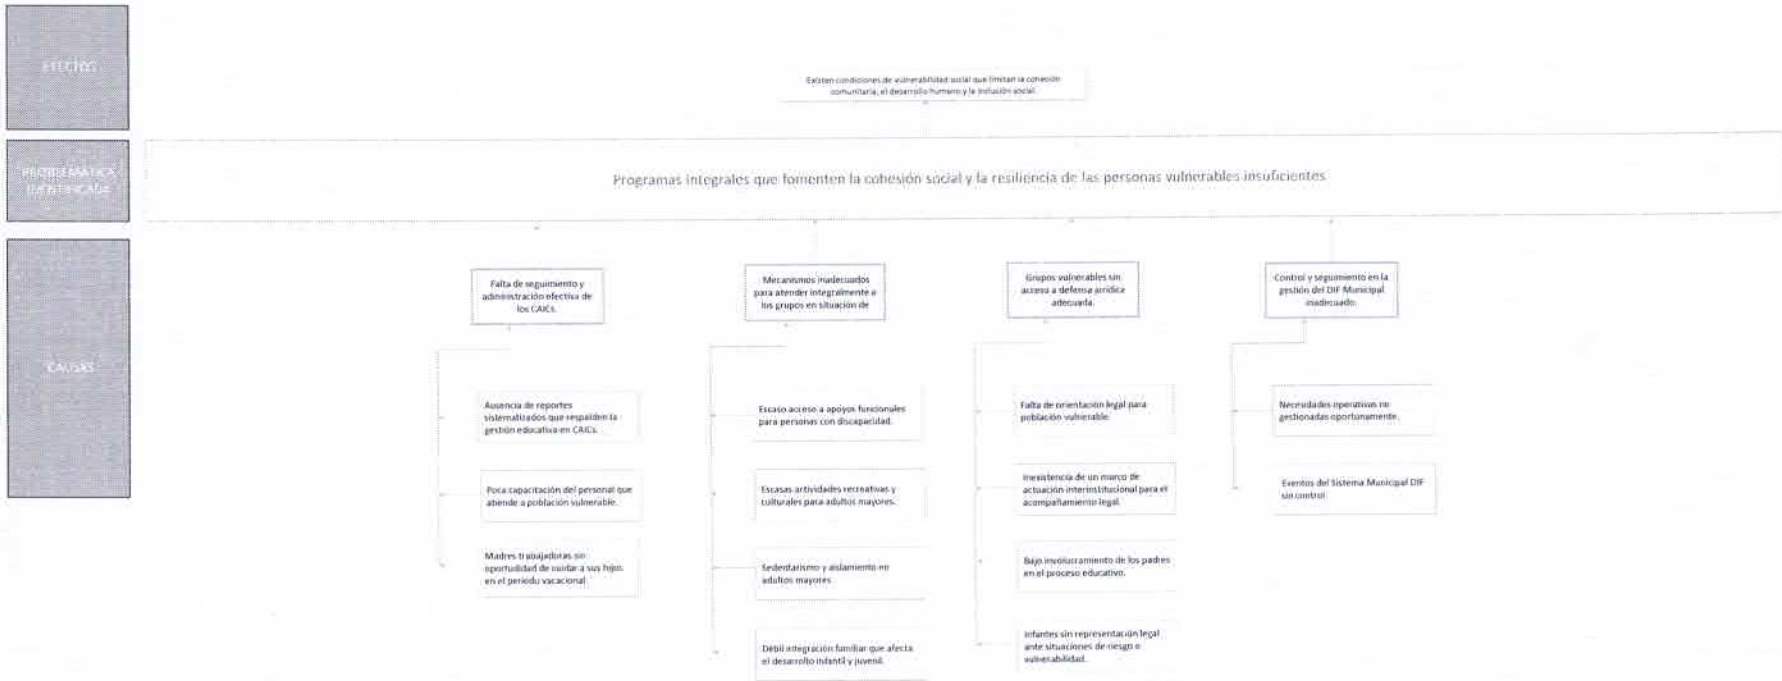 EFECTOS
Existen condiciones de vulnerabilidad social que limitan la cohesión
comunitaria, el desarrollo humano y la inclusión social.
PROBLEMÁTICA
IDENTIFICADA
Programas integrales que fomenten la cohesión social y la resiliencia de las personas vulnerables insuficientes
CAUSAS
Falta de seguimiento y
administración efectiva de
los CAICs.
Mecanismos inadecuados
para atender integralmente a
los grupos en situación de
Grupos vulnerables sin
acceso a defensa jurídica
adecuada.
Control y seguimiento en la
gestión del DIF Municipal
inadecuado.
Ausencia de reportes
sistematizados que respalden la
gestión educativa en CAICs.
Escaso acceso a apoyos funcionales
para personas con discapacidad.
Falta de orientación legal para
población vulnerable.
Necesidades operativas no
gestionadas oportunamente.
Poca capacitación del personal que
atiende a población vulnerable.
Escasas actividades recreativas y
culturales para adultos mayores.
Inexistencia de un marco de
actuación interinstitucional para el
acompañamiento legal.
Eventos del Sistema Municipal DIF
sin control
Madres trabajadoras sin
oportunidad de cuidar a sus hijos
en el periodo vacacional
Sedentarismo y aislamiento en
adultos mayores
Bajo involucramiento de los padres
en el proceso educativo.
Débil integración familiar que afecta
el desarrollo infantil y juvenil.
Infantes sin representación legal
ante situaciones de riesgo o
vulnerabilidad.